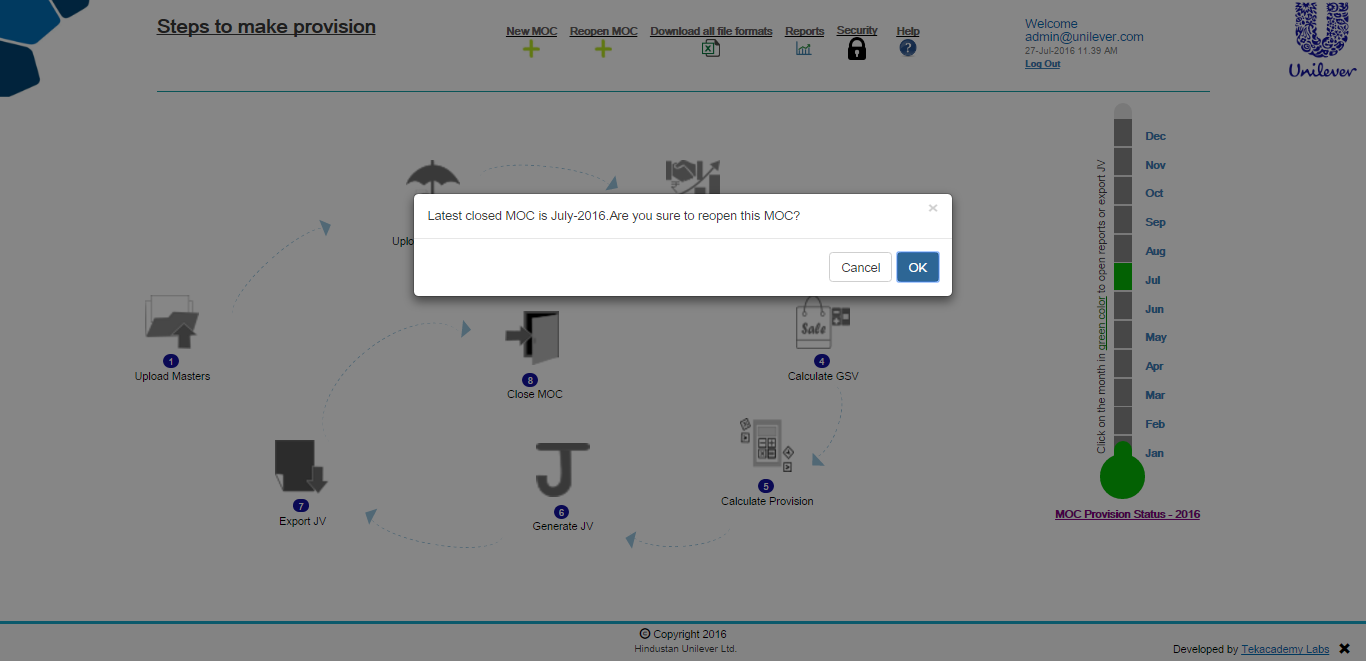 Steps to make provision
New MOC
Reopen MOC
Download all file formats
Reports
Security
Help
Welcome
admin@unilever.com
27-Jul-2016 11.39 AM
Log Out
Unilever
Latest closed MOC is July-2016.Are you sure to reopen this MOC?
×
Cancel
OK
Uplo
1
Upload Masters
8
Close MOC
Sale
4
Calculate GSV
5
Calculate Provision
6
Generate JV
7
Export JV
Click on the month in green color to open reports or export JV
Dec
Nov
Oct
Sep
Aug
Jul
Jun
May
Apr
Mar
Feb
Jan
MOC Provision Status - 2016
© Copyright 2016
Hindustan Unilever Ltd.
Developed by Tekacademy Labs